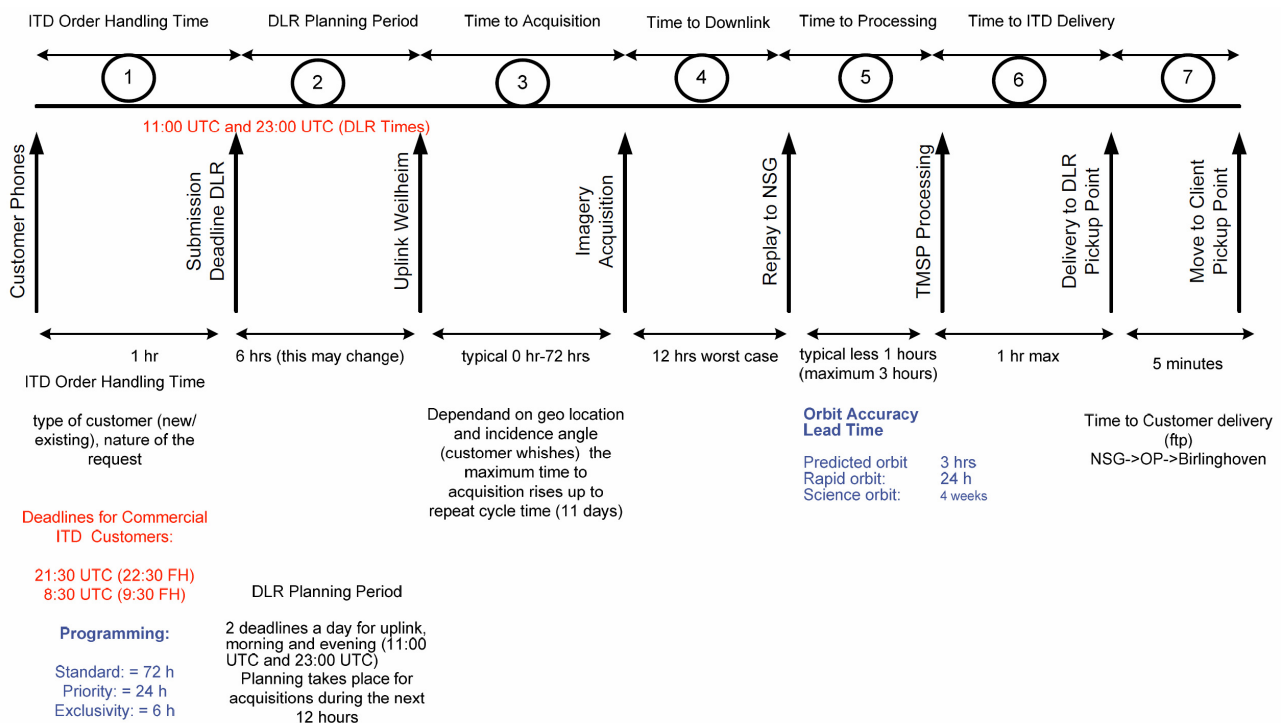 ITD Order Handling Time
DLR Planning Period
Time to Acquisition
Time to Downlink
Time to Processing
Time to ITD Delivery
1
2
3
4
5
6
7
11:00 UTC and 23:00 UTC (DLR Times)
Customer Phones
Submission
Deadline DLR
Uplink Weilheim
Imagery
Acquisition
Replay to NSG
TMSP Processing
Delivery to DLR
Pickup Point
Move to Client
Pickup Point
1 hr
6 hrs (this may change)
typical 0 hr-72 hrs
12 hrs worst case
typical less 1 hours
(maximum 3 hours)
1 hr max
5 minutes
ITD Order Handling Time
type of customer (new/
existing), nature of the
request
Dependand on geo location
and incidence angle
(customer whishes) the
maximum time to
acquisition rises up to
repeat cycle time (11 days)
Orbit Accuracy
Lead Time
Predicted orbit 3 hrs
Rapid orbit: 24 h
Science orbit: 4 weeks
Time to Customer delivery
(ftp)
NSG->OP->Birlinghoven
Deadlines for Commercial
ITD Customers:
21:30 UTC (22:30 FH)
8:30 UTC (9:30 FH)
Programming:
Standard: = 72 h
Priority: = 24 h
Exclusivity: = 6 h
DLR Planning Period
2 deadlines a day for uplink,
morning and evening (11:00
UTC and 23:00 UTC)
Planning takes place for
acquisitions during the next
12 hours